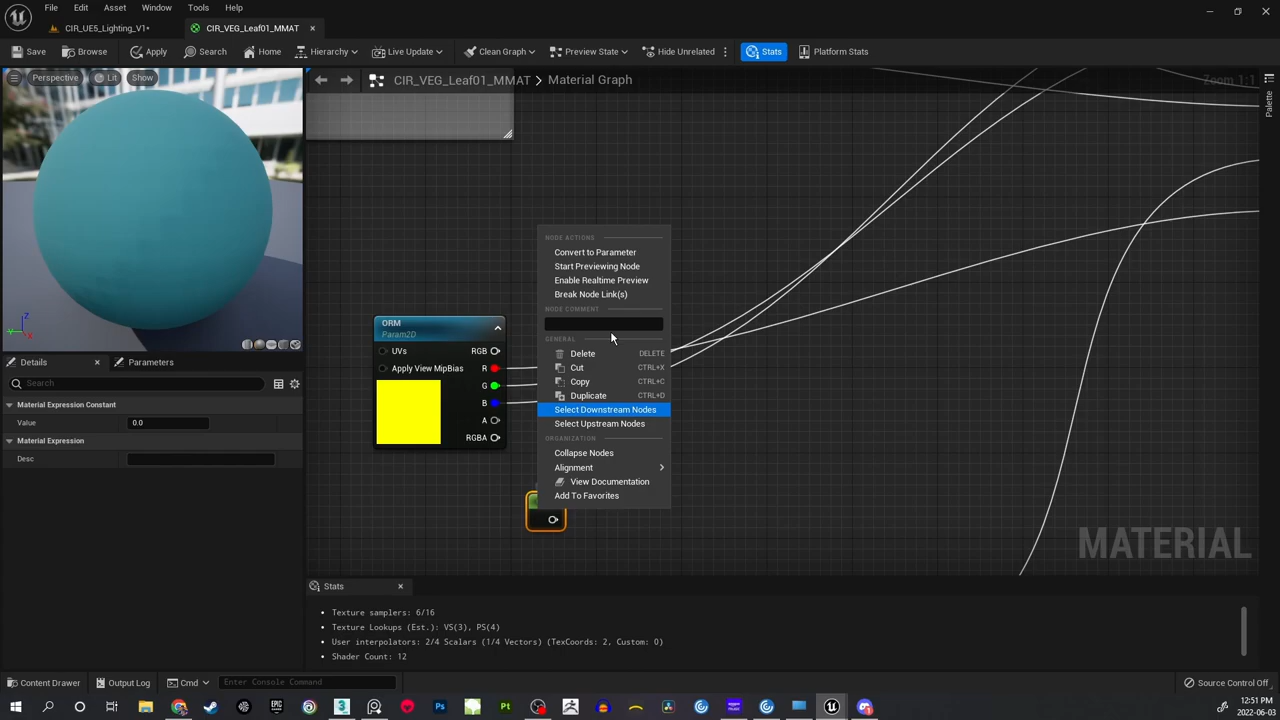 File Edit Asset Window Tools Help
CIR_UE5_Lighting_V1*
CIR_VEG_Leaf01_MMAT
Save Browse Apply Search Home Hierarchy Live Update Clean Graph Preview State Hide Unrelated Stats Platform Stats
Perspective Lit Show
CIR_VEG_Leaf01_MMAT > Material Graph
Zoom 1:1
Palette
NODE ACTIONS
Convert to Parameter
Start Previewing Node
Enable Realtime Preview
Break Node Link(s)
NODE COMMENT
GENERAL
Delete DELETE
Cut CTRL+X
Copy CTRL+C
Duplicate CTRL+D
Select Downstream Nodes
Select Upstream Nodes
ORGANIZATION
Collapse Nodes
Alignment
View Documentation
Add To Favorites
ORM
Param2D
UVs RGB
Apply View MipBias R
G
B
A
RGBA
Z
Y
X
Details Parameters
Search
Material Expression Constant
Value 0.0
Material Expression
Desc
MATERIAL
Stats
Texture samplers: 6/16
Texture Lookups (Est.): VS(3), PS(4)
User interpolators: 2/4 Scalars (1/4 Vectors) (TexCoords: 2, Custom: 0)
Shader Count: 12
Content Drawer Output Log Cmd Enter Console Command Source Control Off
EPIC GAMES 3 Ps Pt
12:51 PM
2022-06-03